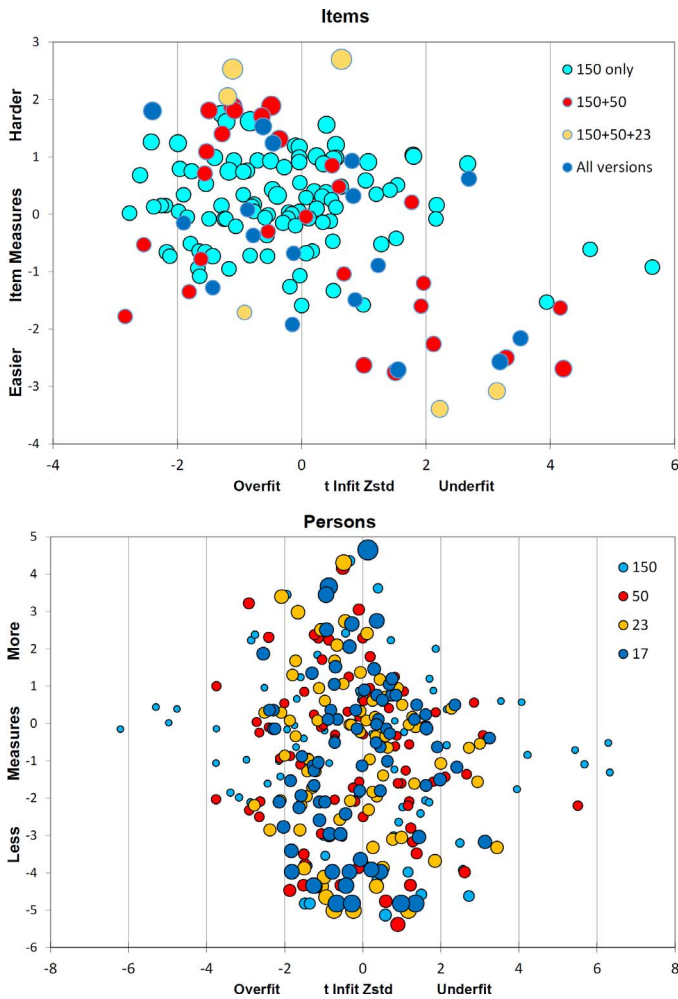 Items
3
2
1
0
-1
-2
-3
-4
Harder
Item Measures
Easier
150 only
150+50
150+50+23
All versions
-4 -2 0 2 4 6
Overfit t Infit Zstd Underfit
Persons
5
4
3
2
1
0
-1
-2
-3
-4
-5
-6
More
Measures
Less
150
50
23
17
-8 -6 -4 -2 0 2 4 6 8
Overfit t Infit Zstd Underfit